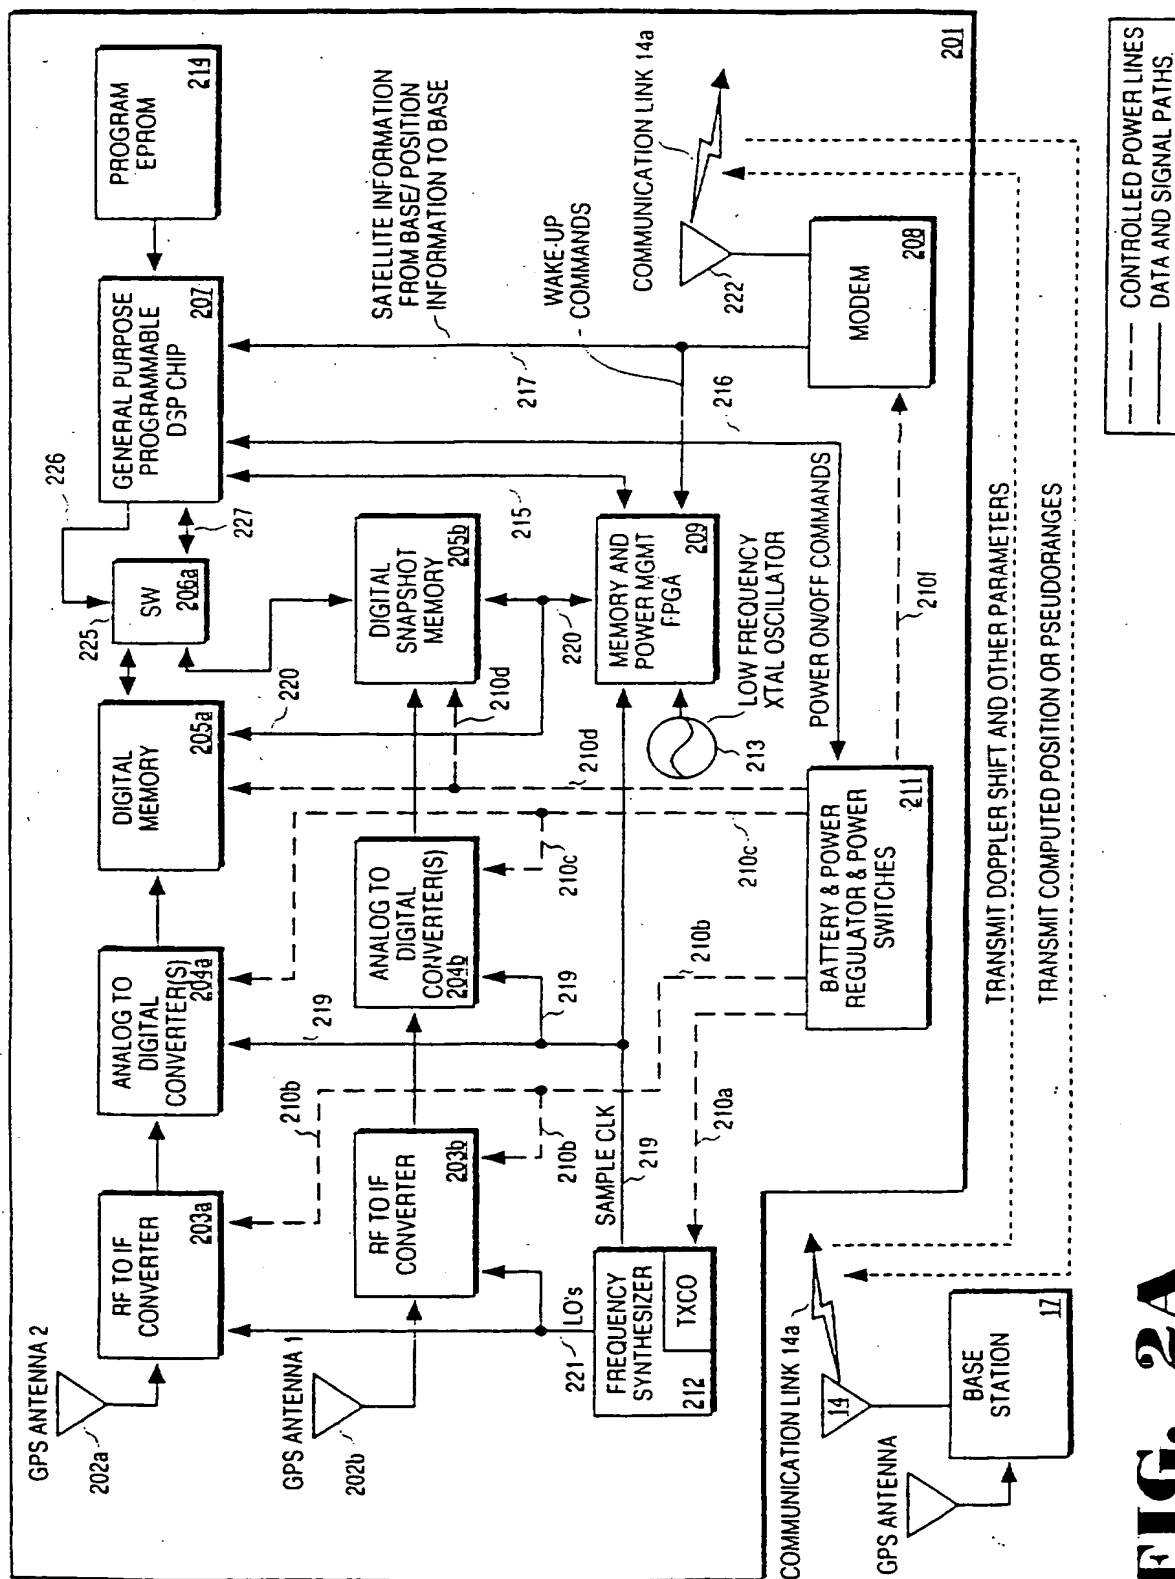 GPS ANTENNA 2
202a
RF TO IF
CONVERTER
203a
210b
ANALOG TO
DIGITAL
CONVERTER(S)
204a
219
DIGITAL
MEMORY
205a
220
225
SW
206a
226
227
GENERAL PURPOSE
PROGRAMMABLE
DSP CHIP
207
PROGRAM
EPROM
214
GPS ANTENNA 1
202b
RF TO IF
CONVERTER
203b
210b
ANALOG TO
DIGITAL
CONVERTER(S)
204b
219
210c
210d
DIGITAL
SNAPSHOT
MEMORY
205b
215
217
SATELLITE INFORMATION
FROM BASE/ POSITION
INFORMATION TO BASE
221
LO's
FREQUENCY
SYNTHESIZER
212
TXCO
SAMPLE CLK
219
210a
210b
210c
210d
220
MEMORY AND
POWER MGMT
FPGA
209
213
LOW FREQUENCY
XTAL OSCILLATOR
WAKE-UP
COMMANDS
216
222
COMMUNICATION LINK 14a
BATTERY & POWER
REGULATOR & POWER
SWITCHES
211
POWER ON/OFF COMMANDS
210f
MODEM
208
201
COMMUNICATION LINK 14a
14
GPS ANTENNA
BASE
STATION
17
TRANSMIT DOPPLER SHIFT AND OTHER PARAMETERS
TRANSMIT COMPUTED POSITION OR PSEUDORANGES
CONTROLLED POWER LINES
DATA AND SIGNAL PATHS.
FIG. 2A